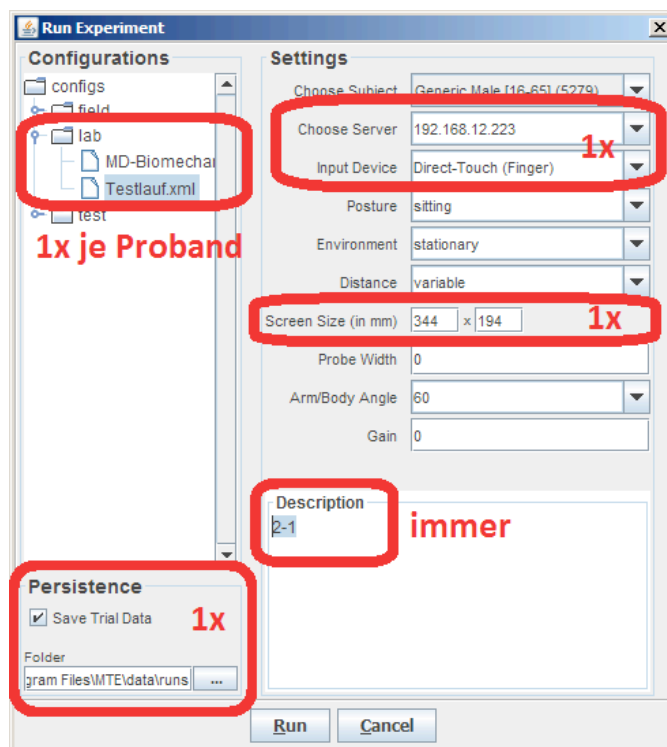 Run Experiment
Configurations
configs
field
lab
MD-Biomechar
Testlauf.xml
test
1x je Proband
Persistence
Save Trial Data
1x
Folder
gram Files\MTE\data\runs
...
Settings
Choose Subject Generic Male [16-65] (5279)
Choose Server 192.168.12.223
1x
Input Device Direct-Touch (Finger)
Posture sitting
Environment stationary
Distance variable
Screen Size (in mm) 344 x 194 1x
Probe Width 0
Arm/Body Angle 60
Gain 0
Description
2-1
immer
Run Cancel